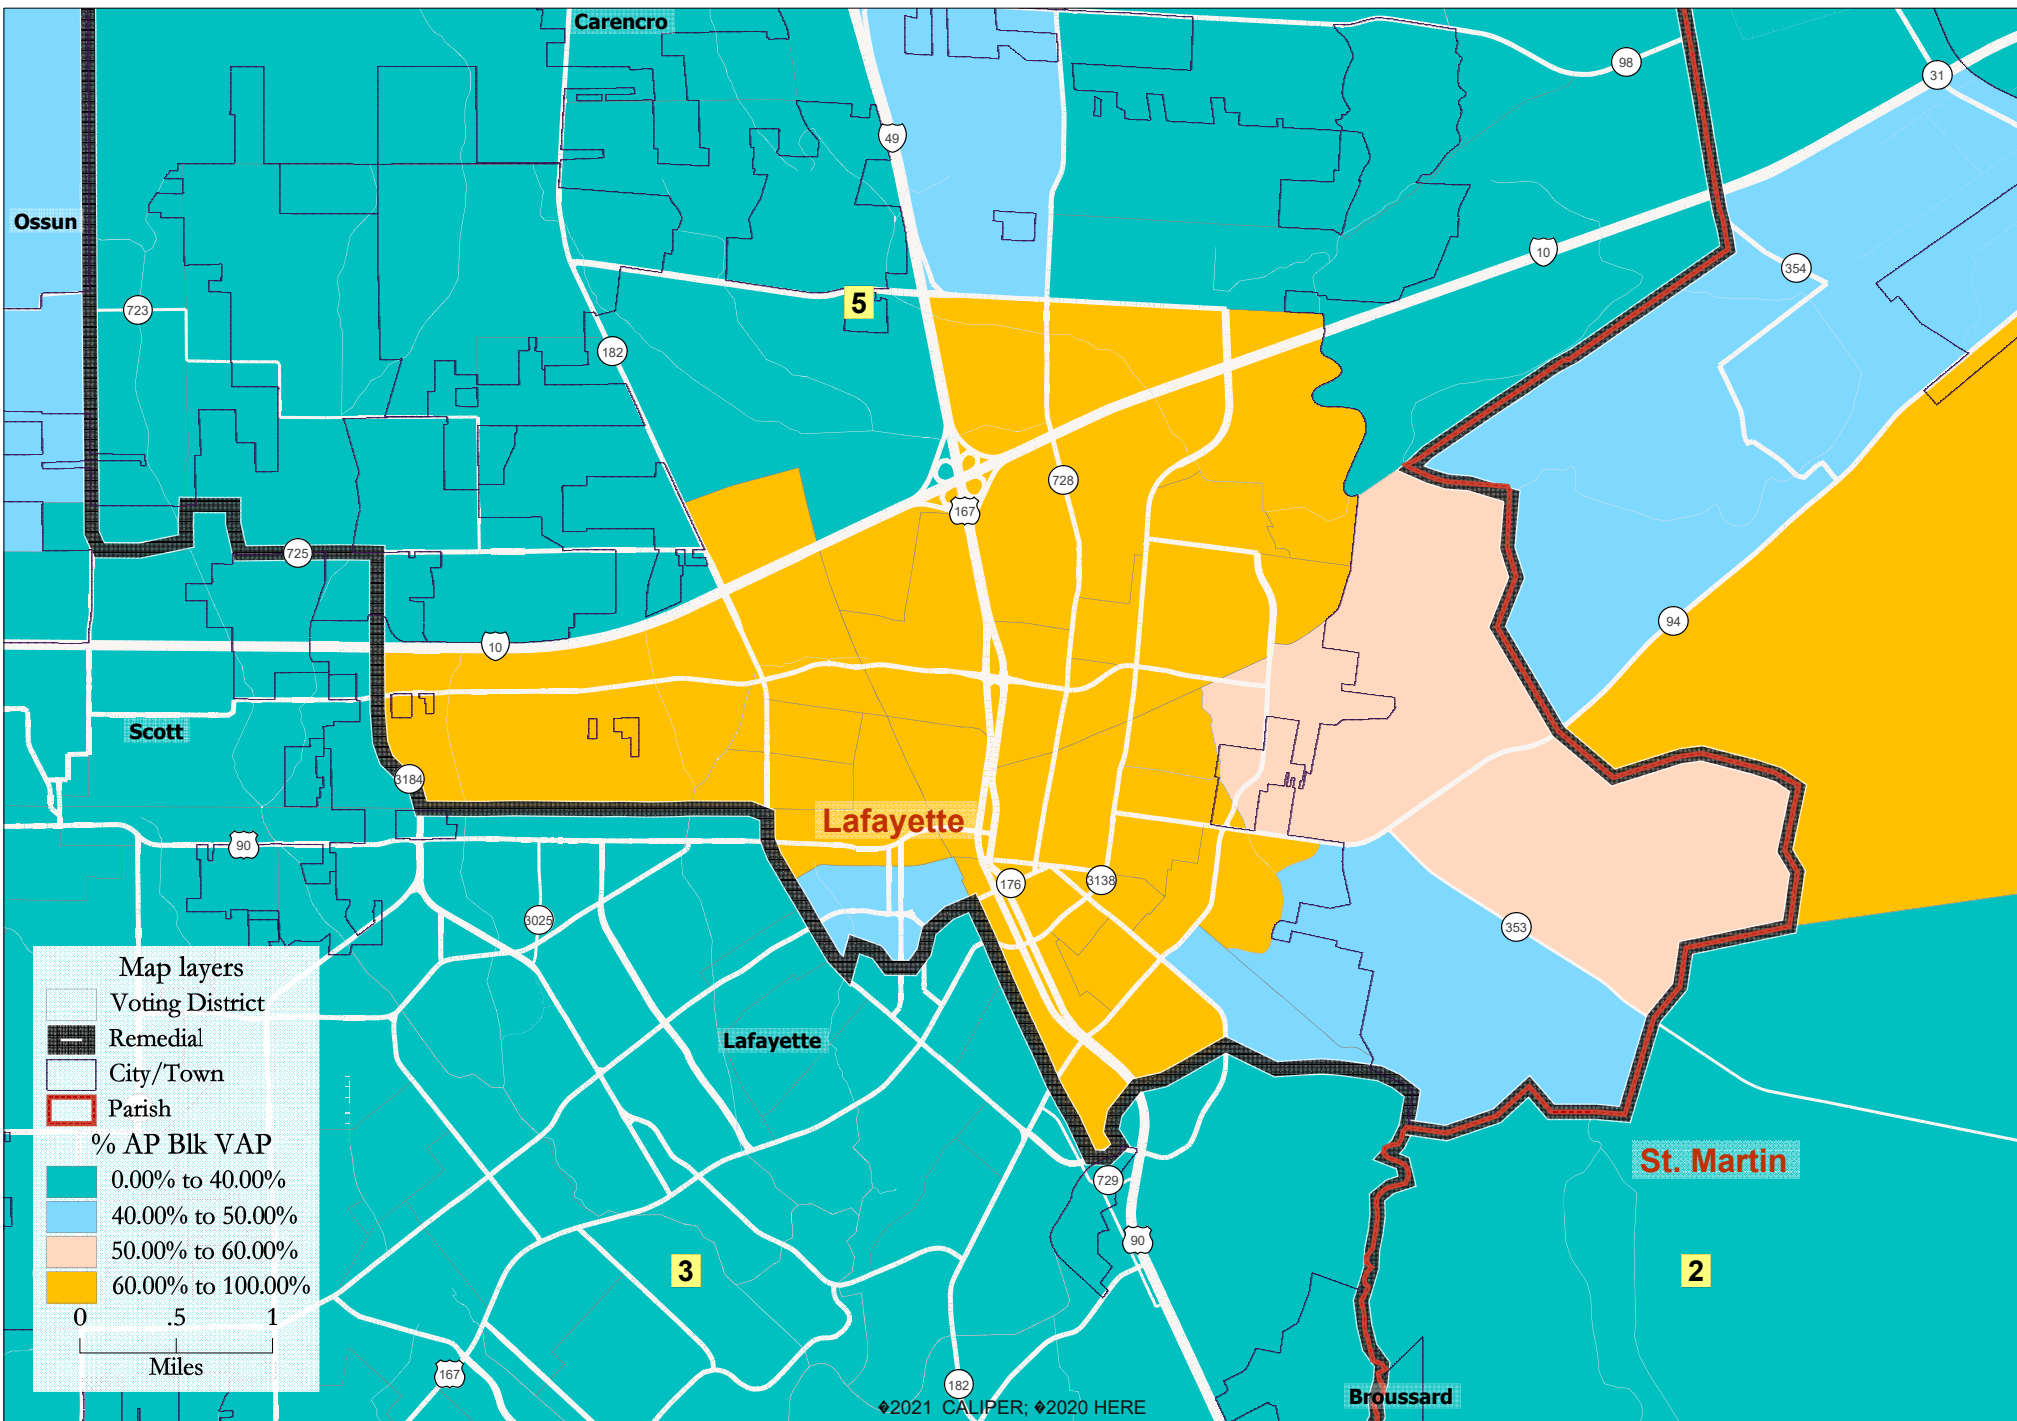 Carencro
98
31
49
Ossun
10
354
5
723
182
728
167
725
94
10
Scott
3184
Lafayette
90
176
3138
3025
353
Map layers
Voting District
Remedial
City/Town
Parish
% AP Blk VAP
0.00% to 40.00%
40.00% to 50.00%
50.00% to 60.00%
60.00% to 100.00%
0 .5 1
Miles
Lafayette
St. Martin
729
90
3
2
167
182
Broussard
�2021 CALIPER; �2020 HERE